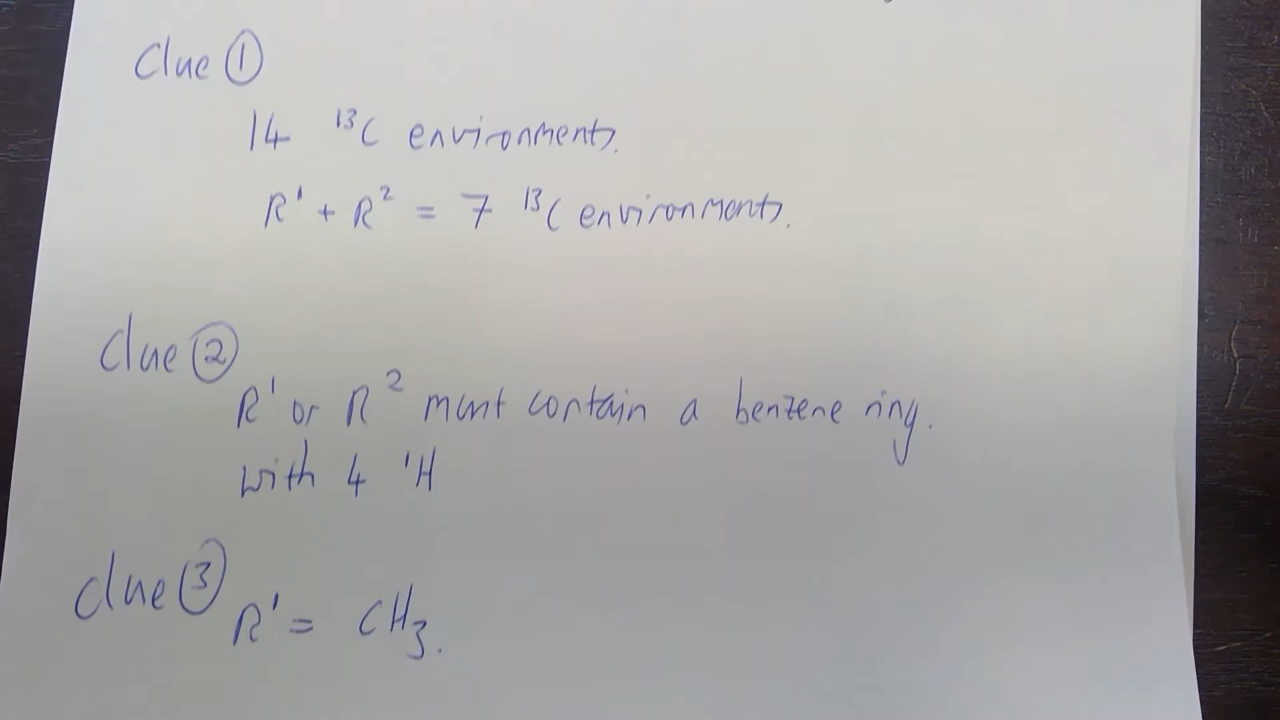 Clue ①
14 ¹³C environments.
R¹ + R² = 7 ¹³C environments.
Clue ②
R¹ or R² must contain a benzene ring.
with 4 ¹H
Clue ③
R¹ = CH₃.